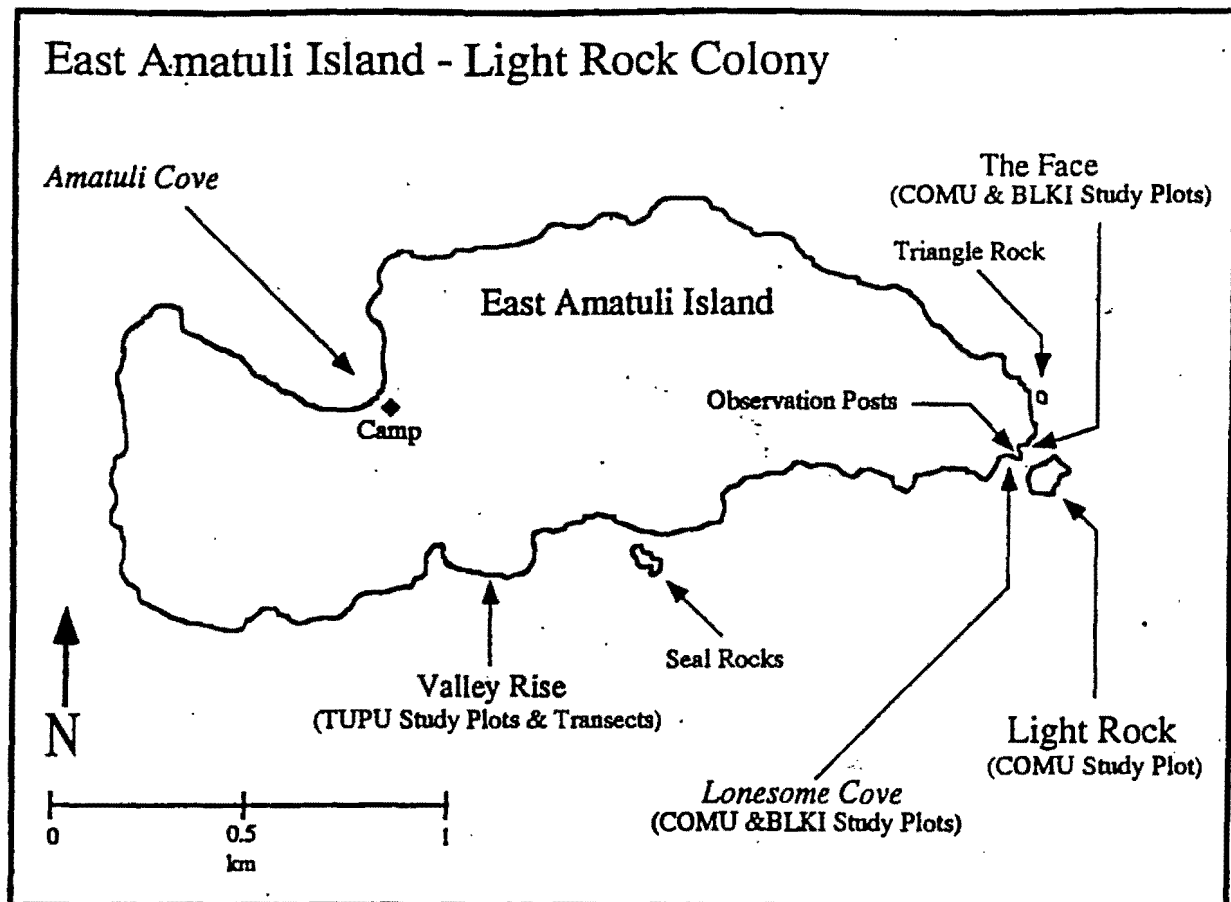 East Amatuli Island - Light Rock Colony
Amatuli Cove
The Face
(COMU & BLKI Study Plots)
Triangle Rock
East Amatuli Island
Observation Posts
Camp
Seal Rocks
Valley Rise
(TUPU Study Plots & Transects)
N
Light Rock
(COMU Study Plot)
Lonesome Cove
(COMU &BLKI Study Plots)
0 0.5 1
km